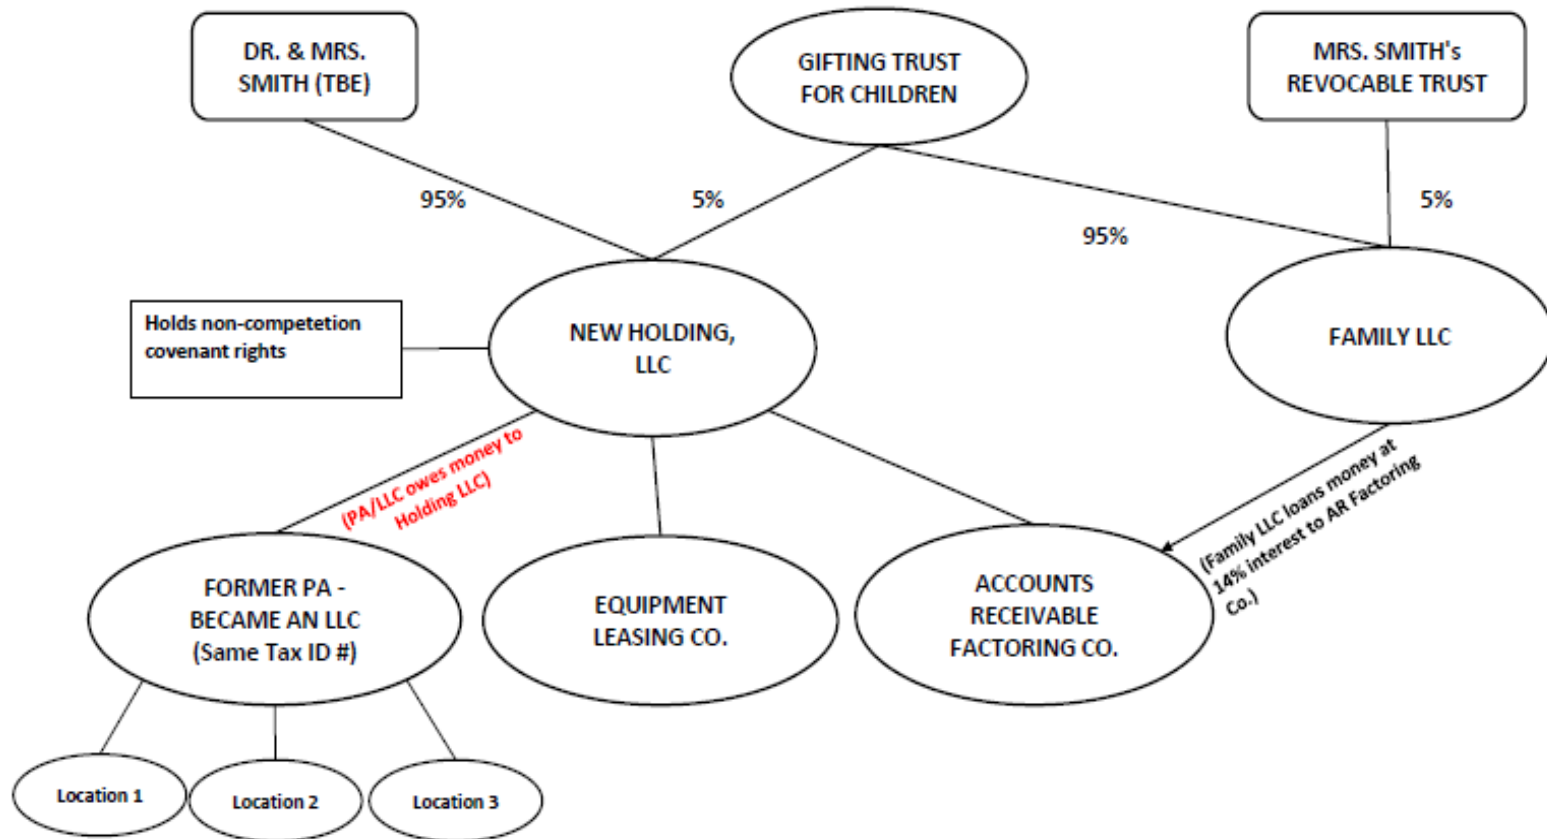 DR. & MRS.
SMITH (TBE)
GIFTING TRUST
FOR CHILDREN
MRS. SMITH's
REVOCABLE TRUST
95%
5%
95%
5%
Holds non-competetion
covenant rights
NEW HOLDING,
LLC
FAMILY LLC
(PA/LLC owes money to
Holding LLC)
(Family LLC loans money at
14% interest to AR Factoring
Co.)
FORMER PA -
BECAME AN LLC
(Same Tax ID #)
EQUIPMENT
LEASING CO.
ACCOUNTS
RECEIVABLE
FACTORING CO.
Location 1
Location 2
Location 3